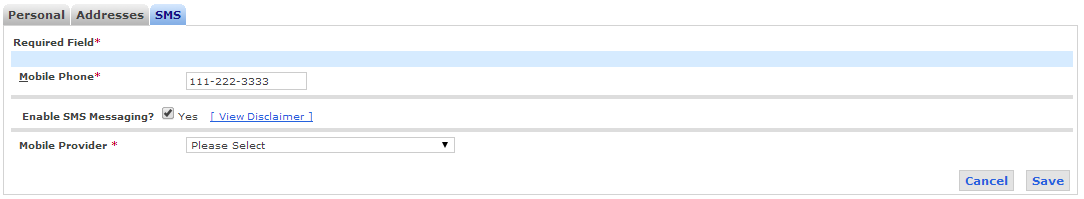 Personal Addresses SMS
Required Field*
Mobile Phone* 111-222-3333
Enable SMS Messaging? Yes [ View Disclaimer ]
Mobile Provider * Please Select
Cancel Save